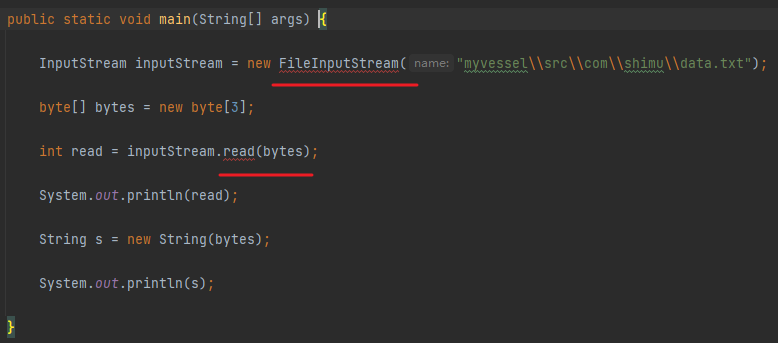 public static void main(String[] args) {
InputStream inputStream = new FileInputStream( name: "myvessel\\src\\com\\shimu\\data.txt");
byte[] bytes = new byte[3];
int read = inputStream.read(bytes);
System.out.println(read);
String s = new String(bytes);
System.out.println(s);
}